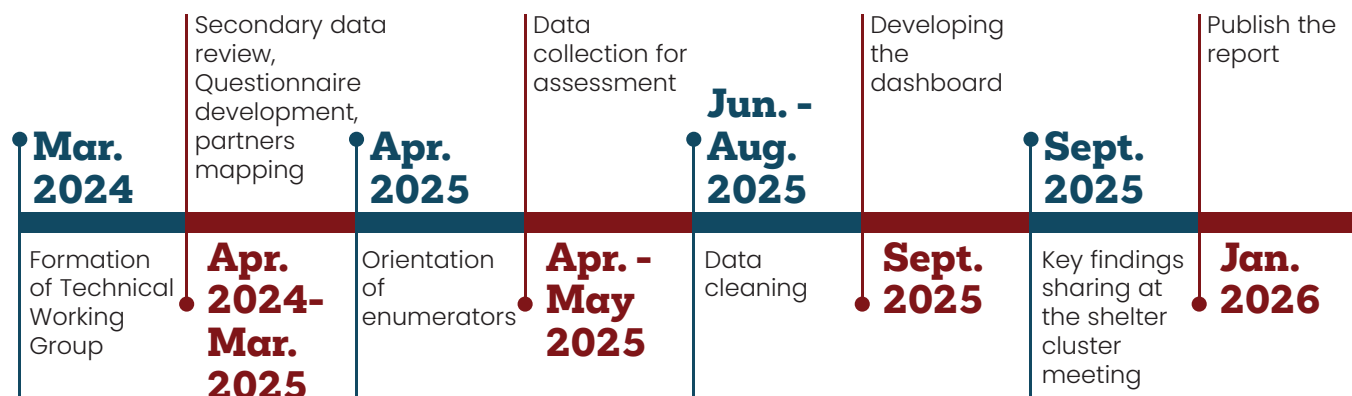 Mar.
2024
Formation
of Technical
Working
Group
Secondary data
review,
Questionnaire
development,
partners
mapping
Apr.
2024-
Mar.
2025
Apr.
2025
Orientation
of
enumerators
Data
collection for
assessment
Apr. -
May
2025
Jun. -
Aug.
2025
Data
cleaning
Developing
the
dashboard
Sept.
2025
Sept.
2025
Key findings
sharing at
the shelter
cluster
meeting
Publish the
report
Jan.
2026